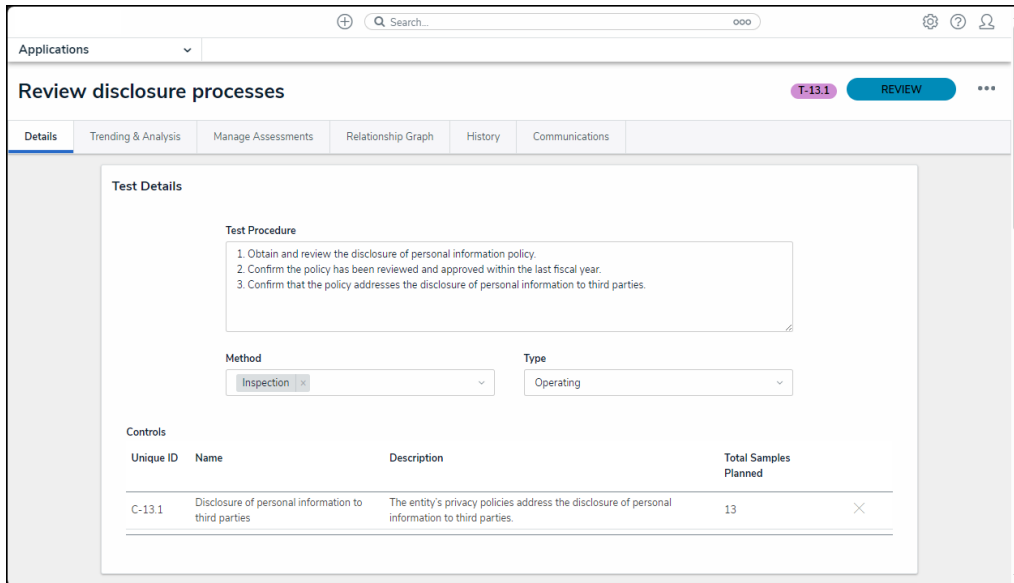 Search...
Applications
Review disclosure processes
T-13.1
REVIEW
Details
Trending & Analysis
Manage Assessments
Relationship Graph
History
Communications
Test Details
Test Procedure
1. Obtain and review the disclosure of personal information policy.
2. Confirm the policy has been reviewed and approved within the last fiscal year.
3. Confirm that the policy addresses the disclosure of personal information to third parties.
Method
Type
Inspection ×
Operating
Controls
Unique ID
Name
Description
Total Samples
Planned
C-13.1
Disclosure of personal information to
third parties
The entity's privacy policies address the disclosure of personal
information to third parties.
13